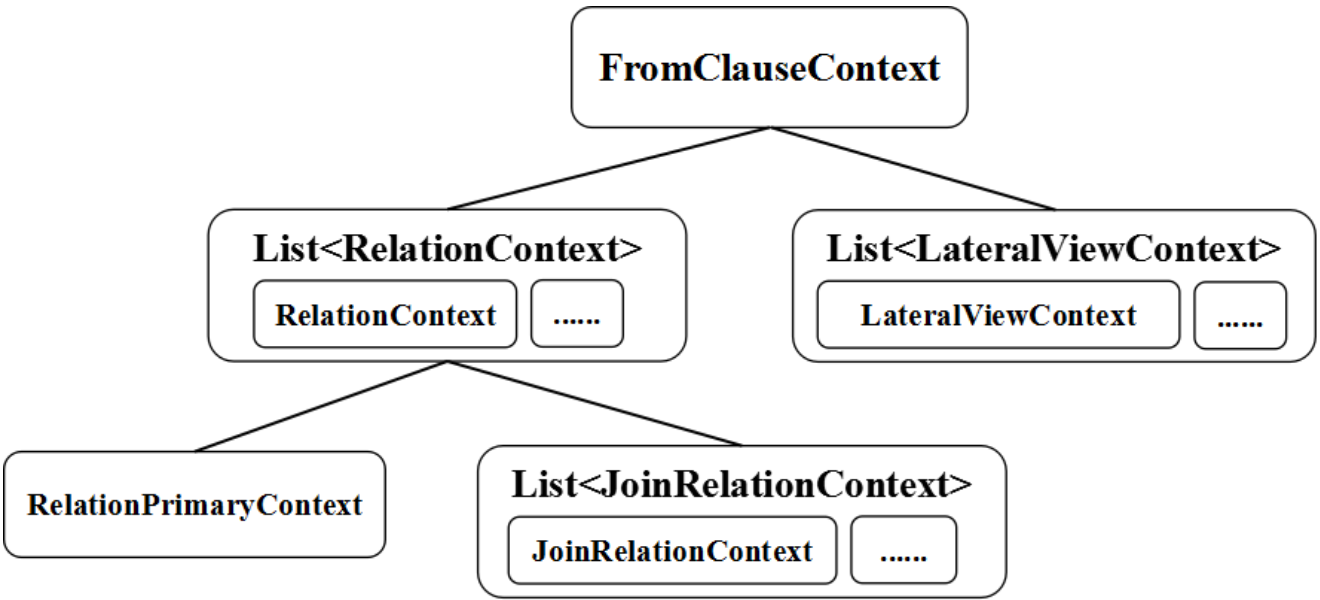 FromClauseContext
List<RelationContext>
RelationContext
......
List<LateralViewContext>
LateralViewContext
......
RelationPrimaryContext
List<JoinRelationContext>
JoinRelationContext
......